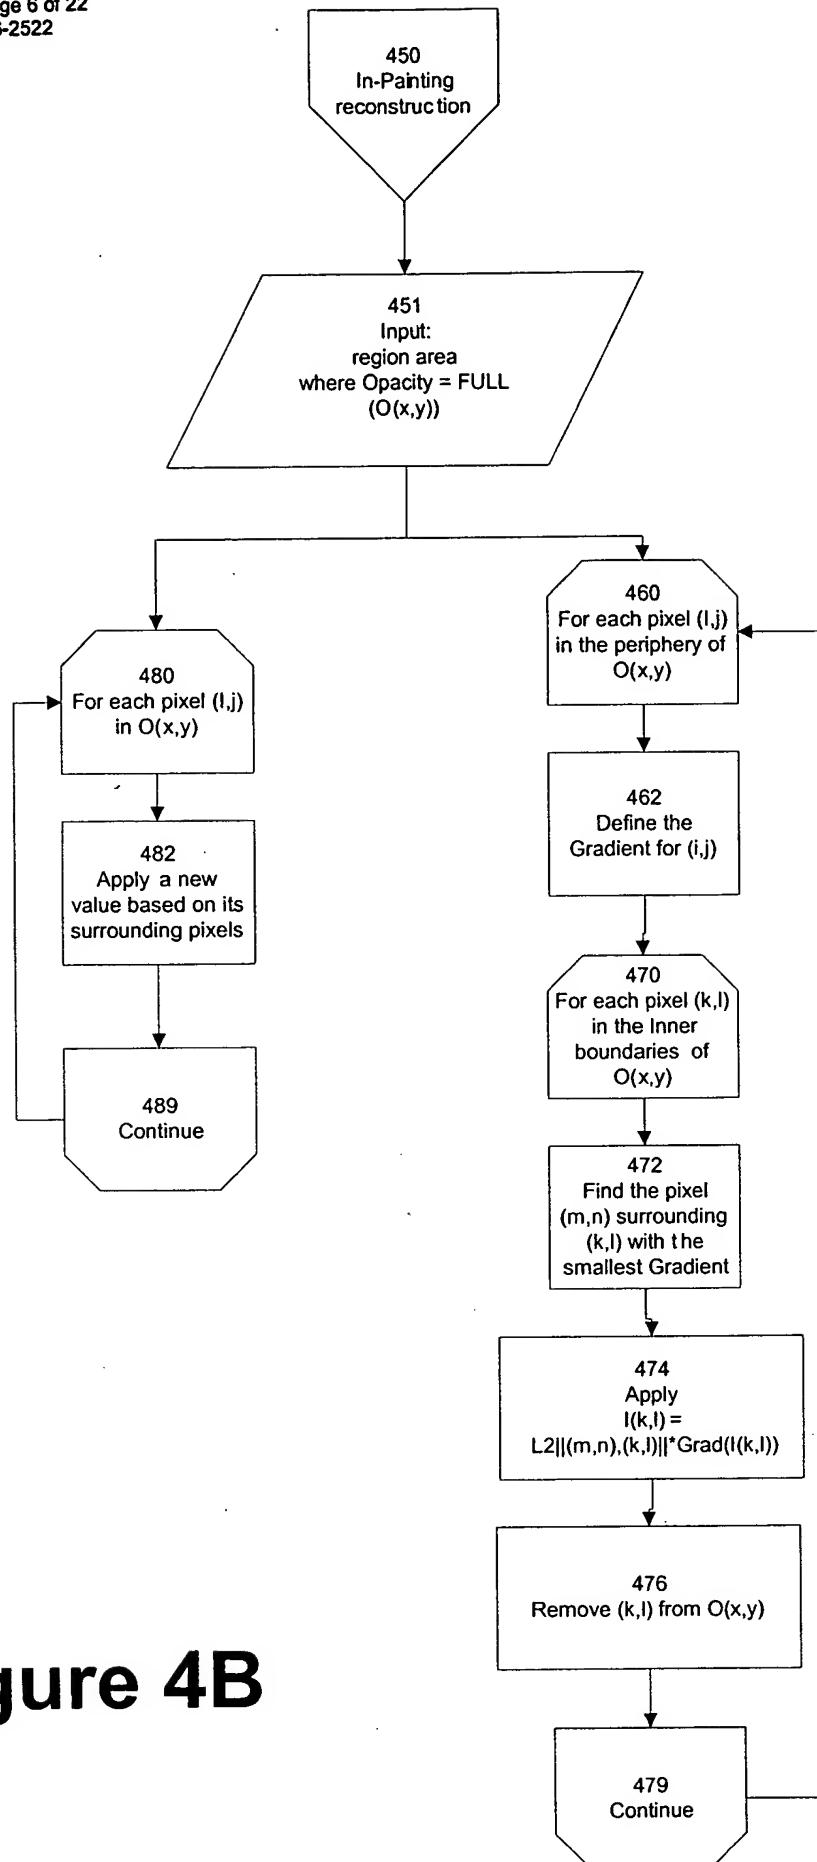 ge 6 of 22
6-2522
450
In-Painting
reconstruction
451
Input:
region area
where Opacity = FULL
(O(x,y))
480
For each pixel (I,j)
in O(x,y)
482
Apply a new
value based on its
surrounding pixels
489
Continue
460
For each pixel (I,j)
in the periphery of
O(x,y)
462
Define the
Gradient for (i,j)
470
For each pixel (k,l)
in the Inner
boundaries of
O(x,y)
472
Find the pixel
(m,n) surrounding
(k,l) with the
smallest Gradient
474
Apply
I(k,l) =
L2||(m,n),(k,l)||*Grad(I(k,l))
476
Remove (k,l) from O(x,y)
479
Continue
gure 4B